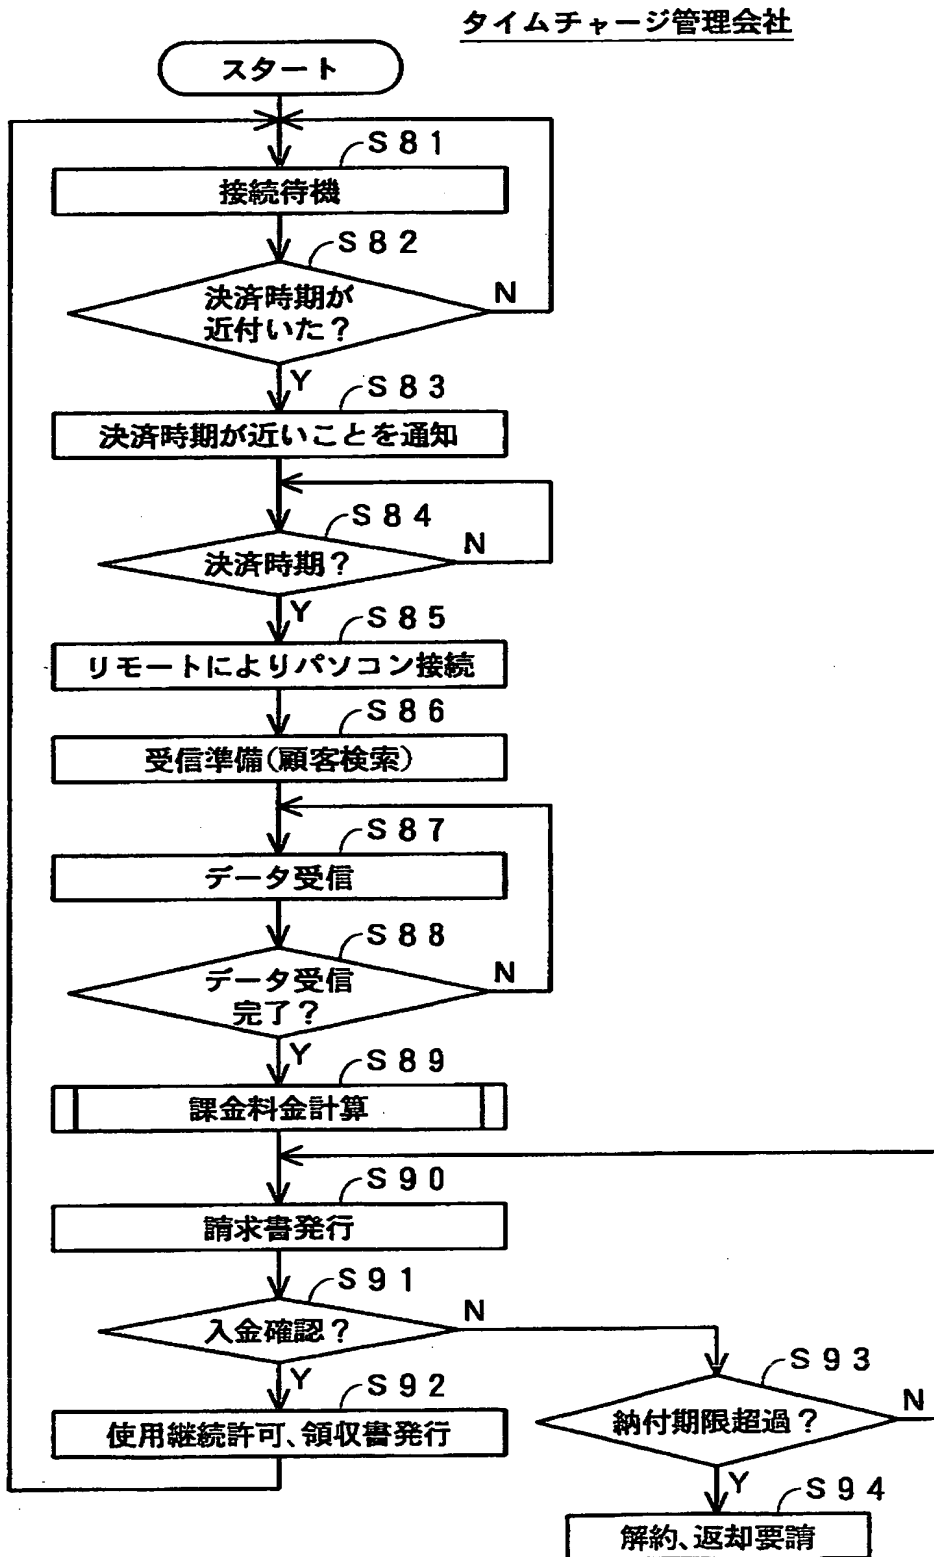 タイムチャージ管理会社
スタート
S81
接続待機
S82
決済時期が
近付いた?
N
Y
S83
決済時期が近いことを通知
S84
決済時期?
N
Y
S85
リモートによりパソコン接続
S86
受信準備(顧客検索)
S87
データ受信
S88
データ受信
完了?
N
Y
S89
課金料金計算
S90
請求書発行
S91
入金確認?
N
Y
S92
使用継続許可、領収書発行
S93
納付期限超過?
N
Y
S94
解約、返却要請